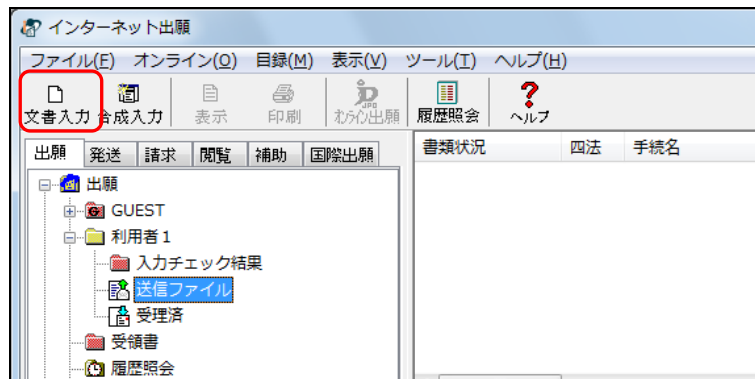 インターネット出願
ファイル(F) オンライン(O) 目録(M) 表示(V) ツール(T) ヘルプ(H)
文書入力 合成入力 表示 印刷 オンライン出願 履歴照会 ヘルプ
出願 発送 請求 閲覧 補助 国際出願
書類状況 四法 手続名
出願
GUEST
利用者1
入力チェック結果
送信ファイル
受理済
受領書
履歴照会